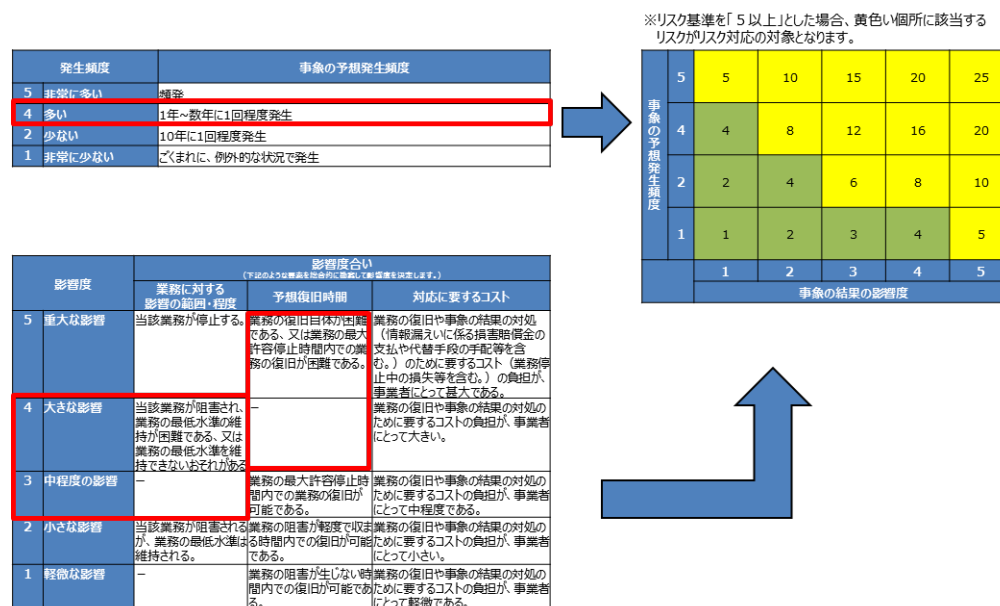 ※リスク基準を「５以上」とした場合、黄色い個所に該当する
リスクがリスク対応の対象となります。
発生頻度 事象の予想発生頻度
5 非常に多い 頻発
4 多い 1年~数年に1回程度発生
2 少ない 10年に1回程度発生
1 非常に少ない ごくまれに、例外的な状況で発生
事象の予想発生頻度
5 5 10 15 20 25
4 4 8 12 16 20
2 2 4 6 8 10
1 1 2 3 4 5
1 2 3 4 5
事象の結果の影響度
影響度 影響度合い
（下記のような要素を総合的に勘案して影響度を決定します。）
業務に対する
影響の範囲・程度
予想復旧時間
対応に要するコスト
5 重大な影響
当該業務が停止する。
業務の復旧自体が困難
である、又は業務の最大
許容停止時間内での業
務の復旧が困難である。
業務の復旧や事象の結果の対処
（情報漏えいに係る損害賠償金の
支払や代替手段の手配等を含
む。）のために要するコスト（業務停
止中の損失等を含む。）の負担が、
事業者にとって甚大である。
4 大きな影響
当該業務が阻害され、
業務の最低水準の維
持が困難である、又は
業務の最低水準を維
持できないおそれがある
－
業務の復旧や事象の結果の対処の
ために要するコストの負担が、事業者
にとって大きい。
3 中程度の影響
－
業務の最大許容停止時
間内での業務の復旧が
可能である。
業務の復旧や事象の結果の対処の
ために要するコストの負担が、事業者
にとって中程度である。
2 小さな影響
当該業務が阻害される
が、業務の最低水準は
維持される。
業務の阻害が軽度で収ま
る時間内での復旧が可能
である。
業務の復旧や事象の結果の対処の
ために要するコストの負担が、事業者
にとって小さい。
1 軽微な影響
－
業務の阻害が生じない時
間内での復旧が可能であ
る。
業務の復旧や事象の結果の対処の
ために要するコストの負担が、事業者
にとって軽微である。